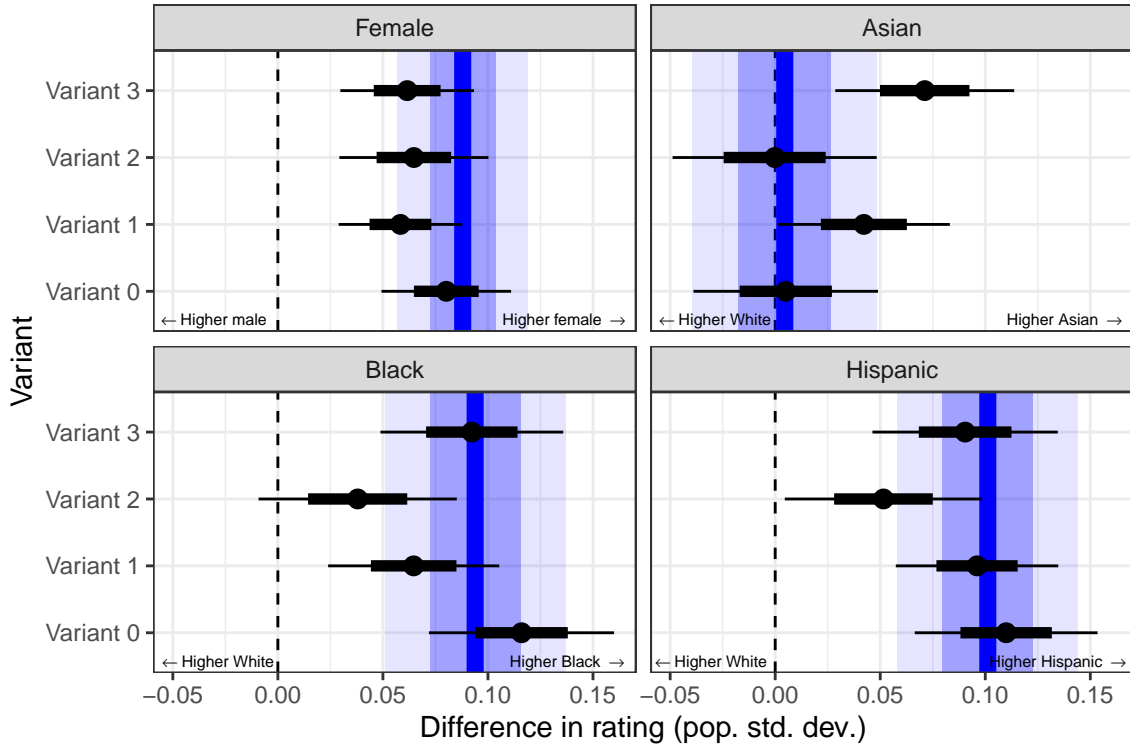 Female
Asian
Variant 3
Variant 2
Variant 1
Variant 0
← Higher male
Higher female →
← Higher White
Higher Asian →
Variant
Black
Hispanic
Variant 3
Variant 2
Variant 1
Variant 0
← Higher White
Higher Black →
← Higher White
Higher Hispanic →
−0.05 0.00 0.05 0.10 0.15
−0.05 0.00 0.05 0.10 0.15
Difference in rating (pop. std. dev.)